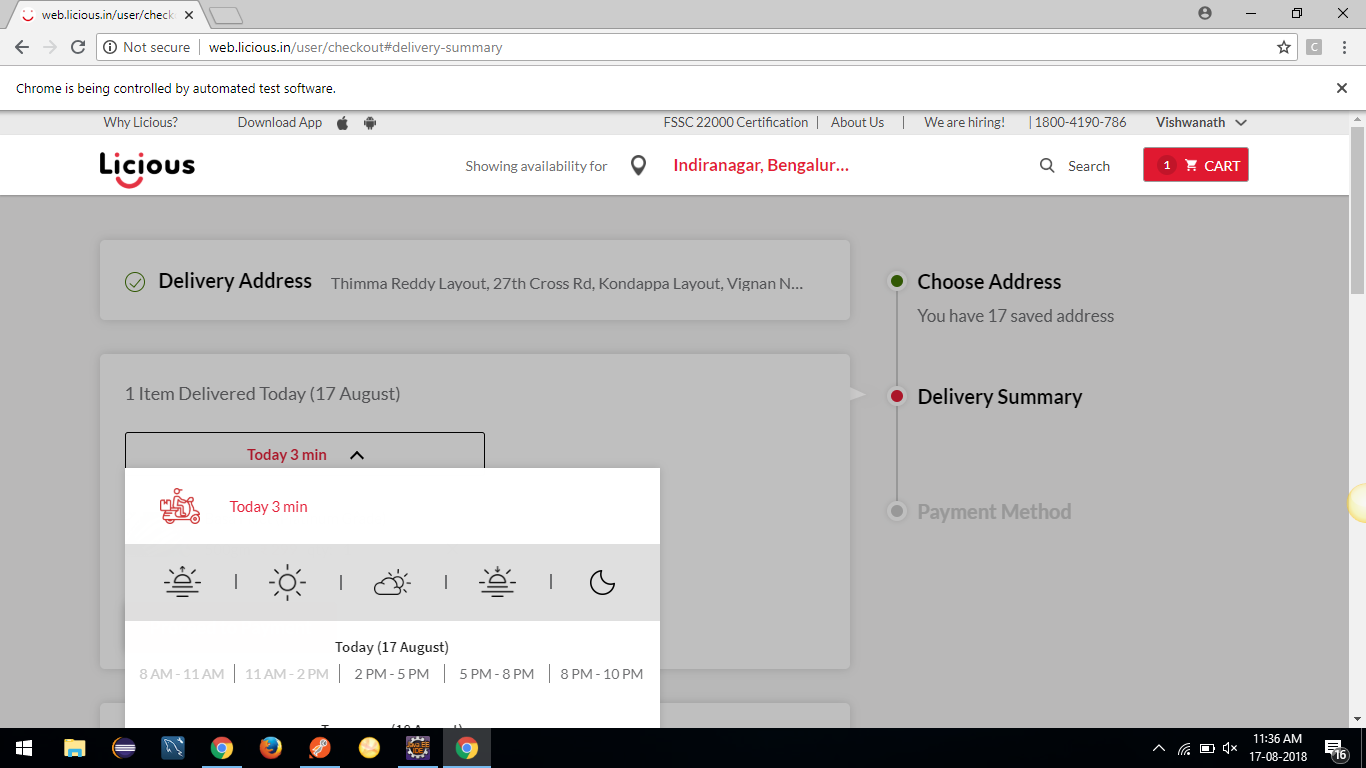 web.licious.in/user/check
Not secure
web.licious.in/user/checkout#delivery-summary
C
Chrome is being controlled by automated test software.
Why Licious?
Download App
FSSC 22000 Certification | About Us | We are hiring! | 1800-4190-786
Vishwanath
Licious
Showing availability for
Indiranagar, Bengalur...
Search
1 CART
Delivery Address
Thimma Reddy Layout, 27th Cross Rd, Kondappa Layout, Vignan N...
Choose Address
You have 17 saved address
1 Item Delivered Today (17 August)
Delivery Summary
Today 3 min
Today 3 min
Payment Method
Today (17 August)
8 AM - 11 AM | 11 AM - 2 PM | 2 PM - 5 PM | 5 PM - 8 PM | 8 PM - 10 PM
11:36 AM
17-08-2018
16